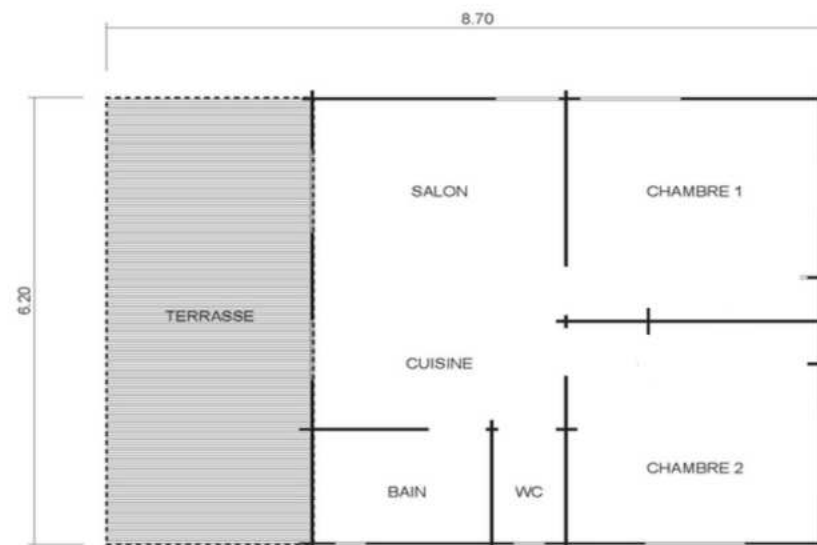 8.70
SALON
CHAMBRE 1
6.20
TERRASSE
CUISINE
CHAMBRE 2
BAIN
WC